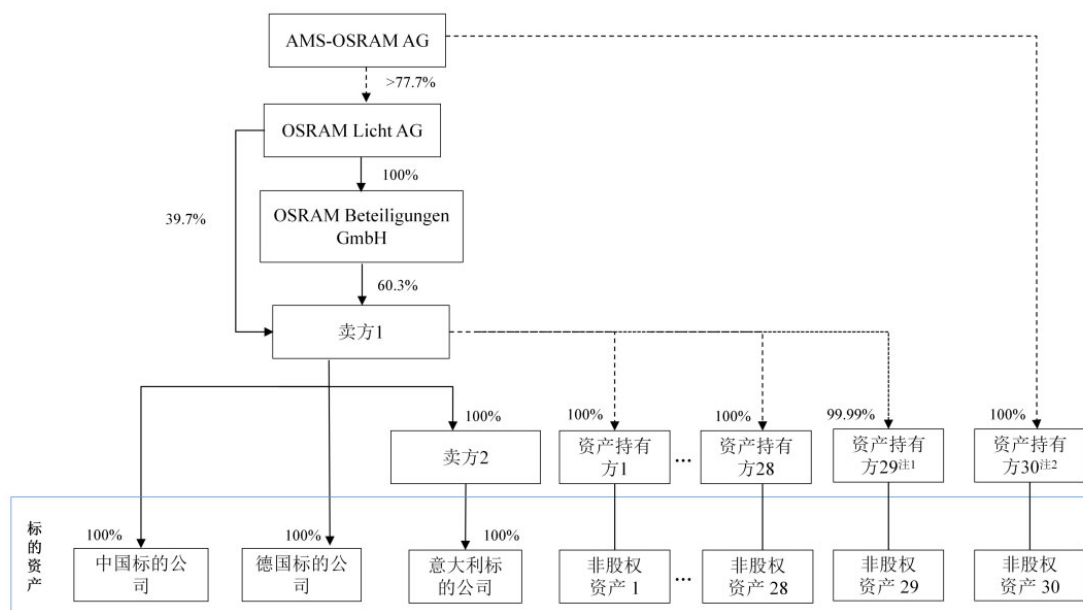 AMS-OSRAM AG
>77.7%
OSRAM Licht AG
100%
39.7%
OSRAM Beteiligungen
GmbH
60.3%
卖方1
100%
100%
100%
99.99%
100%
卖方2
资产持有
方1
...
资产持有
方28
资产持有
方29注1
资产持有
方30注2
标的资产
100%
100%
100%
中国标的公
司
德国标的公
司
意大利标
的公司
非股权
资产 1
...
非股权
资产 28
非股权
资产 29
非股权
资产 30